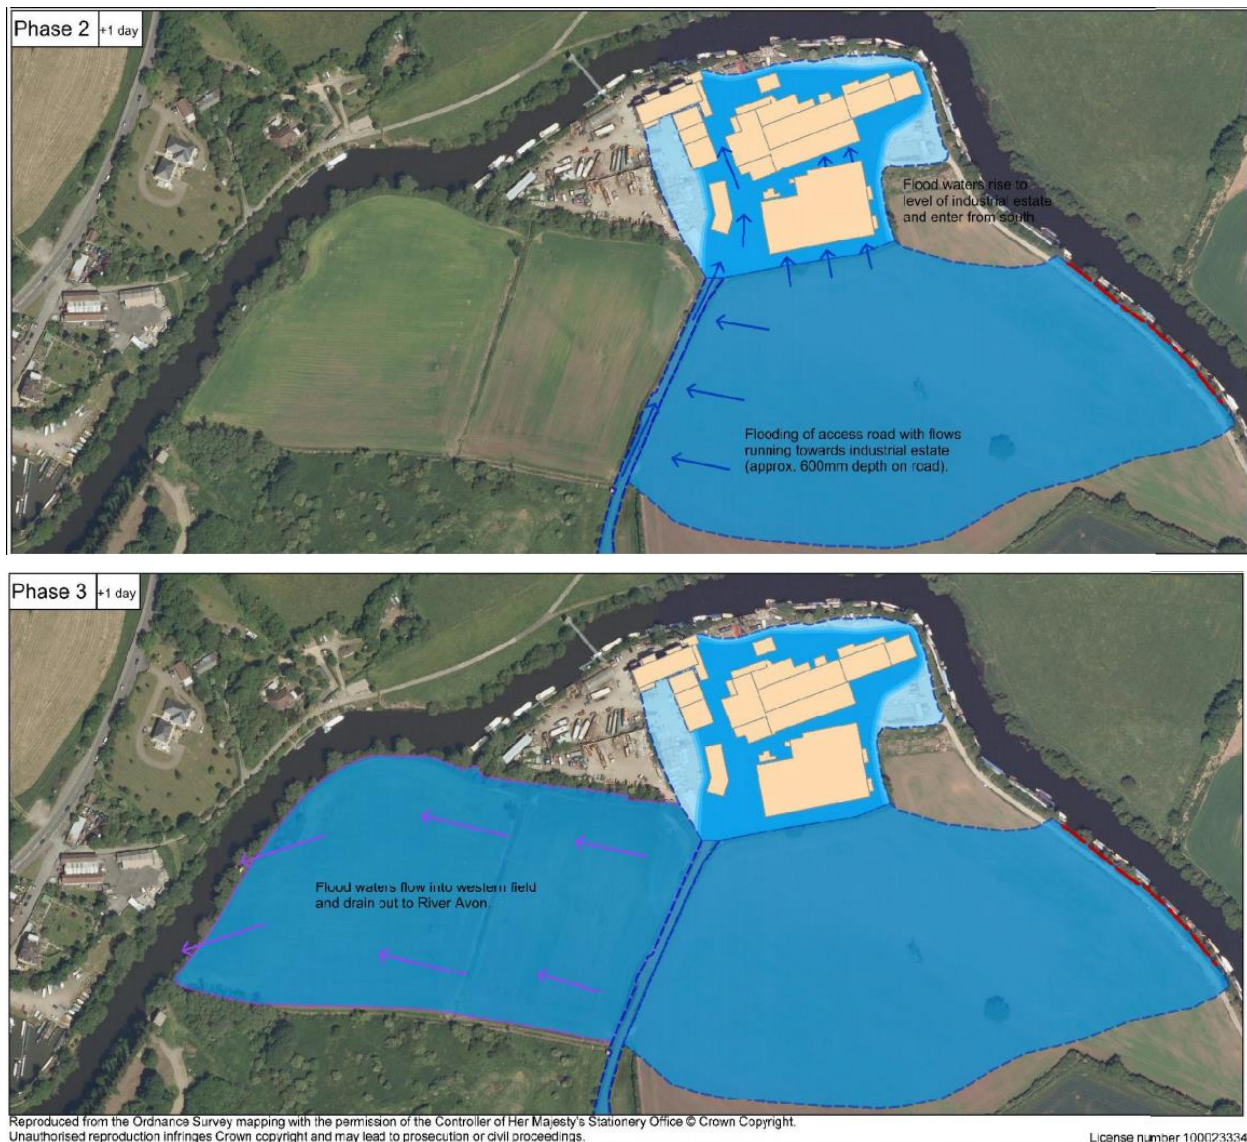 Phase 2
+1 day
Flood waters rise to
level of industrial estate
and enter from south
Flooding of access road with flows
running towards industrial estate
(approx. 600mm depth on road).
Phase 3
+1 day
Flood waters flow into western field
and drain out to River Avon.
Reproduced from the Ordnance Survey mapping with the permission of the Controller of Her Majesty's Stationery Office © Crown Copyright.
Unauthorised reproduction infringes Crown copyright and may lead to prosecution or civil proceedings.
License number 100023334